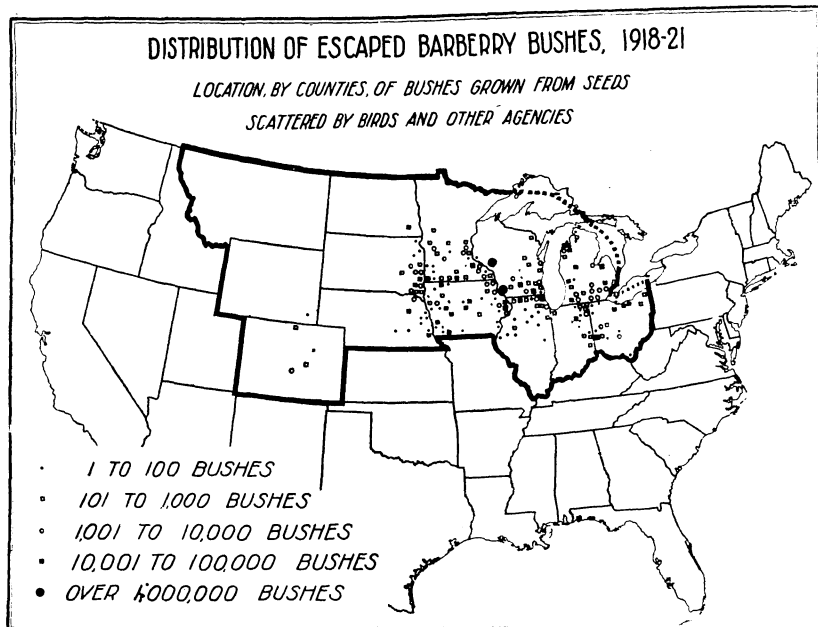 DISTRIBUTION OF ESCAPED BARBERRY BUSHES, 1918-21
LOCATION, BY COUNTIES, OF BUSHES GROWN FROM SEEDS
SCATTERED BY BIRDS AND OTHER AGENCIES
1 TO 100 BUSHES
101 TO 1,000 BUSHES
1,001 TO 10,000 BUSHES
10,001 TO 100,000 BUSHES
OVER 1,000,000 BUSHES